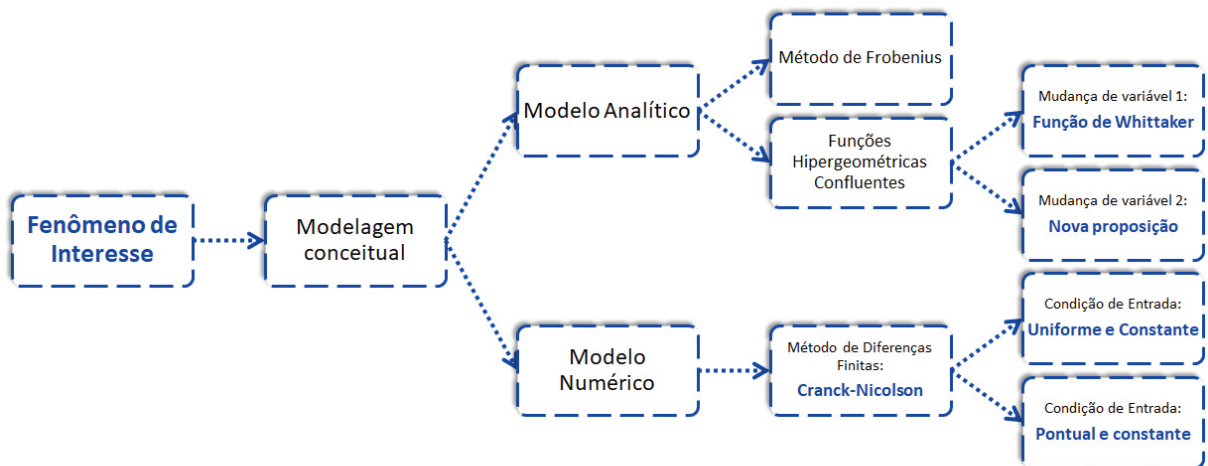 Fenômeno de
Interesse
Modelagem
conceitual
Modelo Analítico
Método de Frobenius
Funções
Hipergeométricas
Confluentes
Mudança de variável 1:
Função de Whittaker
Mudança de variável 2:
Nova proposição
Modelo
Numérico
Método de Diferenças
Finitas:
Cranck-Nicolson
Condição de Entrada:
Uniforme e Constante
Condição de Entrada:
Pontual e constante